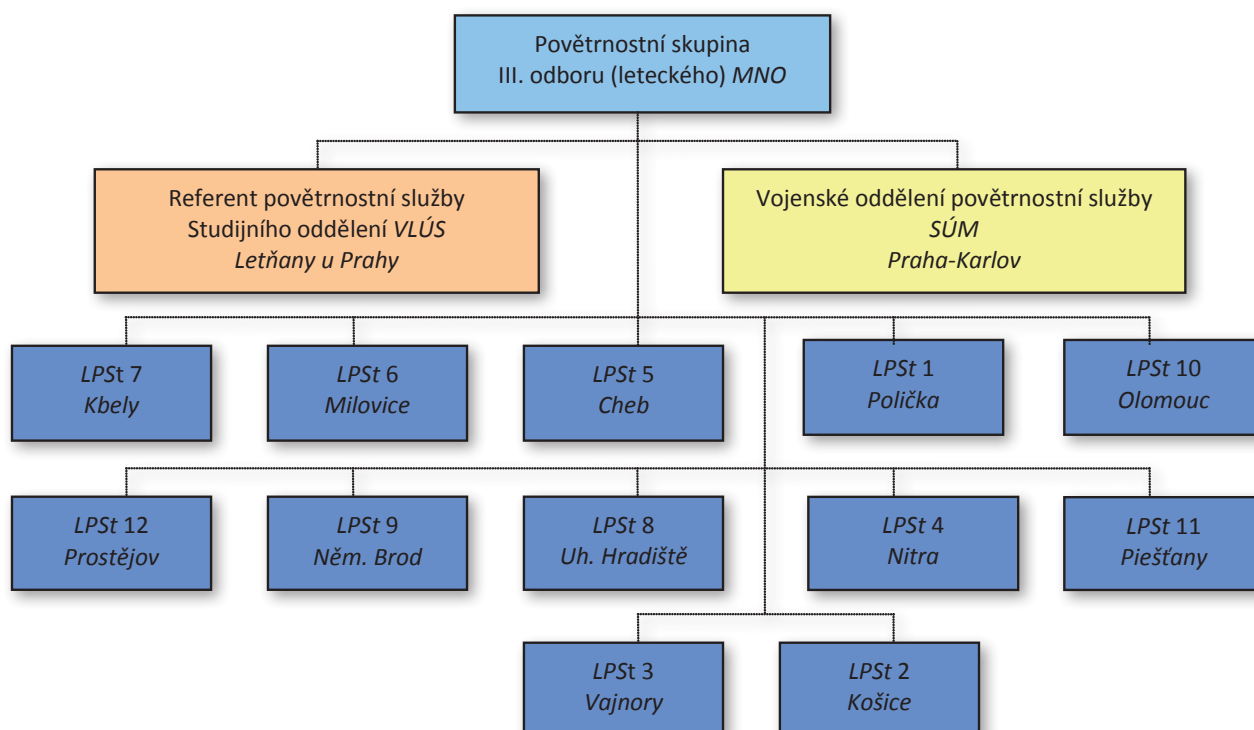 Povětrnostní skupina
III. odboru (leteckého) MNO
Referent povětrnostní služby
Studijního oddělení VLÚS
Letňany u Prahy
Vojenské oddělení povětrnostní služby
SÚM
Praha-Karlov
LPSt 7
Kbely
LPSt 6
Milovice
LPSt 5
Cheb
LPSt 1
Polička
LPSt 10
Olomouc
LPSt 12
Prostějov
LPSt 9
Něm. Brod
LPSt 8
Uh. Hradiště
LPSt 4
Nitra
LPSt 11
Piešťany
LPSt 3
Vajnory
LPSt 2
Košice